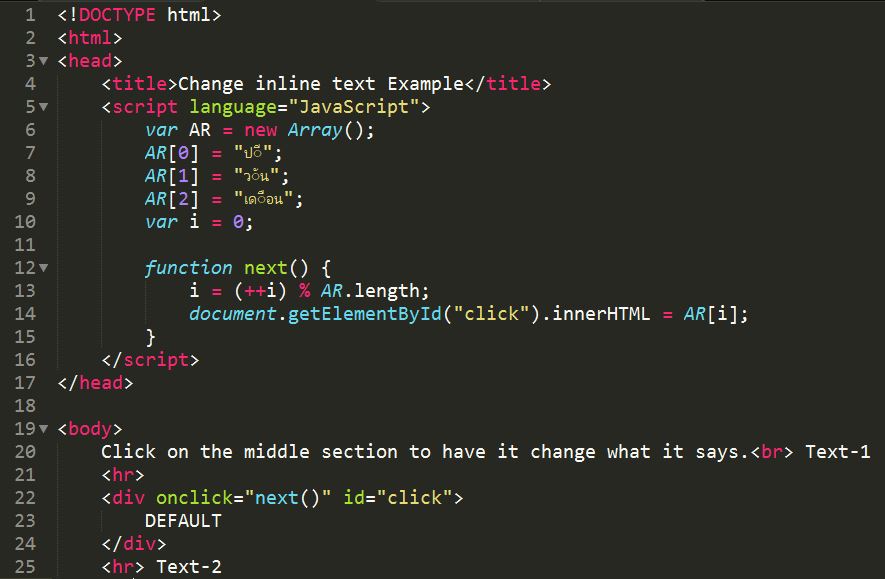 1 <!DOCTYPE html>
2 <html>
3 <head>
4     <title>Change inline text Example</title>
5     <script language="JavaScript">
6         var AR = new Array();
7         AR[0] = "ปี";
8         AR[1] = "วัน";
9         AR[2] = "เดือน";
10         var i = 0;
11
12         function next() {
13             i = (++i) % AR.length;
14             document.getElementById("click").innerHTML = AR[i];
15         }
16     </script>
17 </head>
18
19 <body>
20     Click on the middle section to have it change what it says.<br> Text-1
21     <hr>
22     <div onclick="next()" id="click">
23         DEFAULT
24     </div>
25     <hr> Text-2